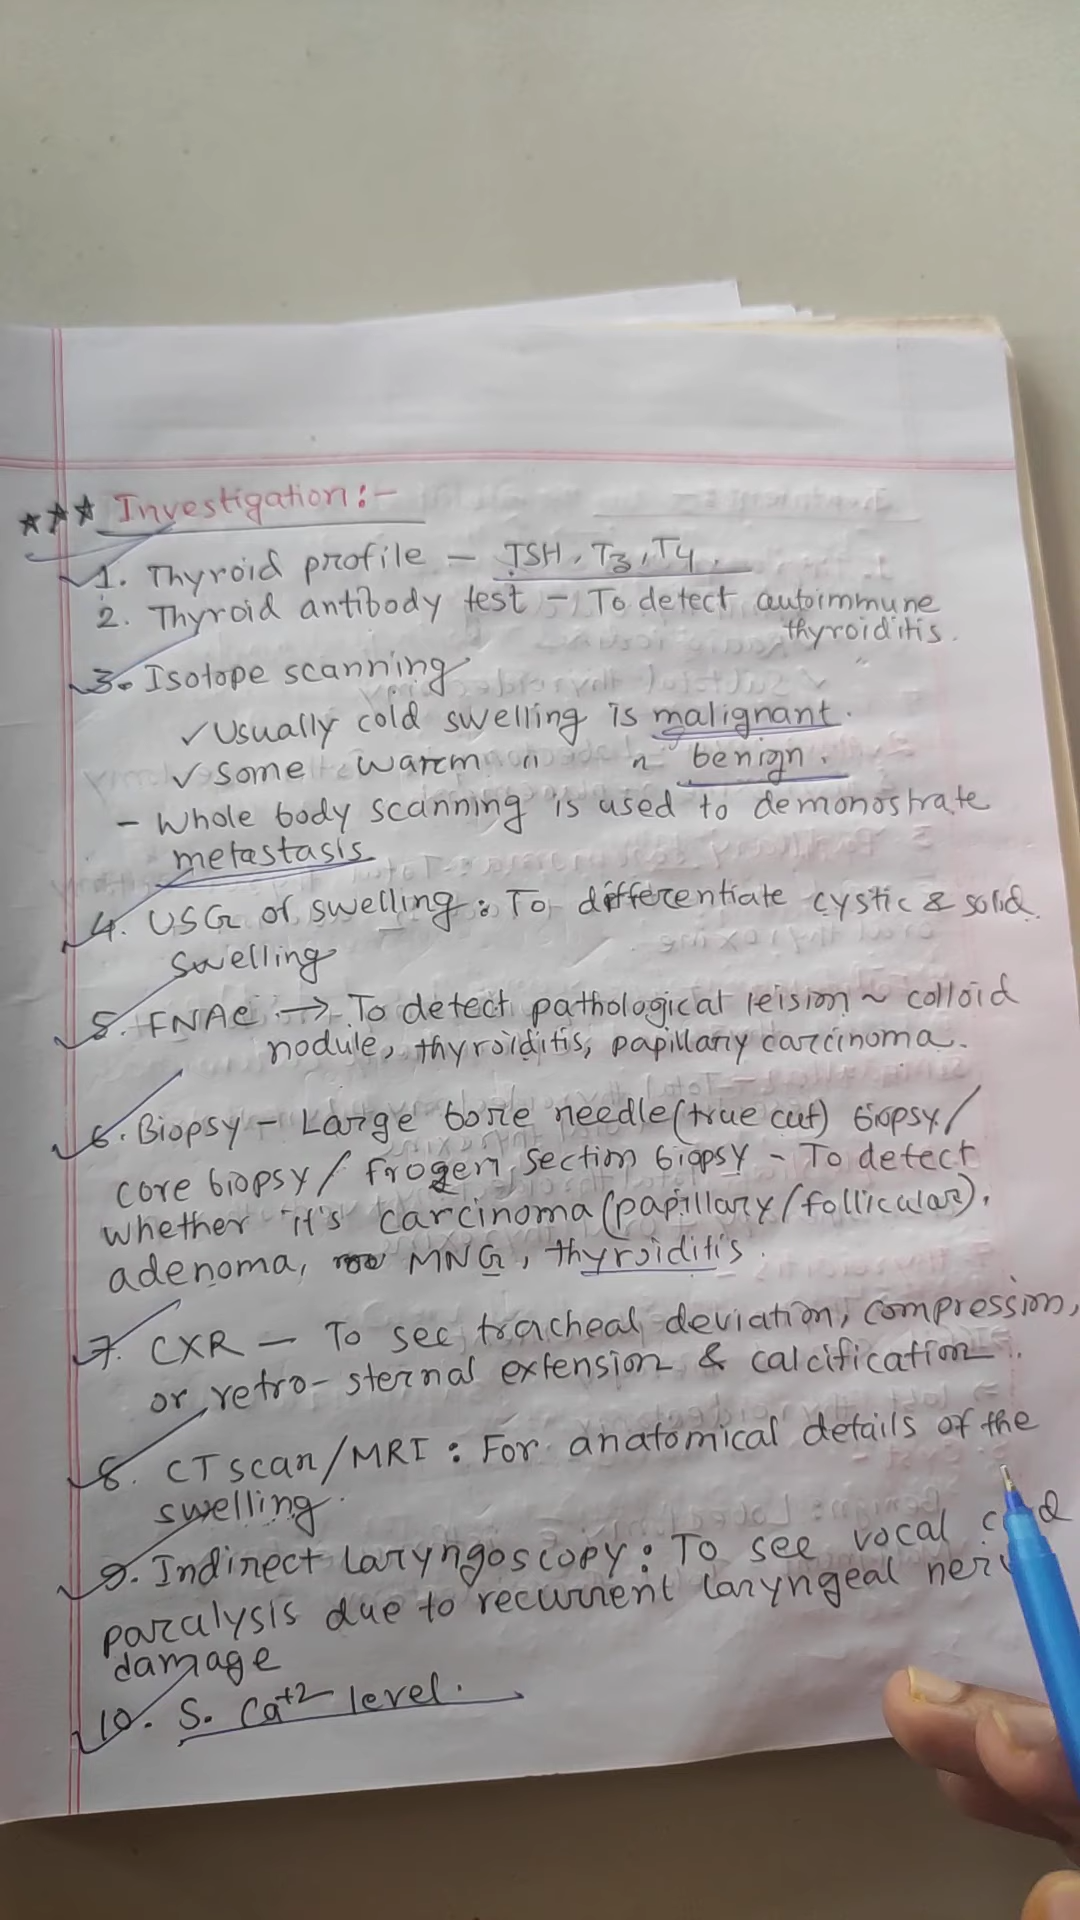 *** Investigation:-
1. Thyroid profile - TSH, T3, T4.
2. Thyroid antibody test - To detect autoimmune
thyroiditis.
3. Isotope scanning
✓ Usually cold swelling is malignant.
✓ some warm " " benign.
- Whole body scanning is used to demonostrate
metastasis
4. USG of swelling: To differentiate cystic & solid
swelling
5. FNAC → To detect pathological leision ~ colloid
nodule, thyroiditis, papillary carcinoma.
6. Biopsy - Large bore needle (true cut) biopsy/
core biopsy/ frozen section biopsy - To detect
whether it's carcinoma (papillary/follicular),
adenoma, MNG, thyroiditis.
7. CXR - To see tracheal deviation, compression,
or retro-sternal extension & calcification.
8. CT scan/MRI: For anatomical details of the
swelling.
9. Indirect laryngoscopy: To see vocal
paralysis due to recurrent laryngeal
damage
10. S. Ca+2 level.